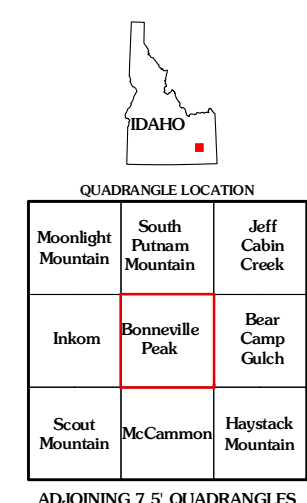 IDAHO
QUADRANGLE LOCATION
Moonlight
Mountain
South
Putnam
Mountain
Jeff
Cabin
Creek
Inkom
Bonneville
Peak
Bear
Camp
Gulch
Scout
Mountain
McCammon
Haystack
Mountain
ADJOINING 7.5' QUADRANGLES